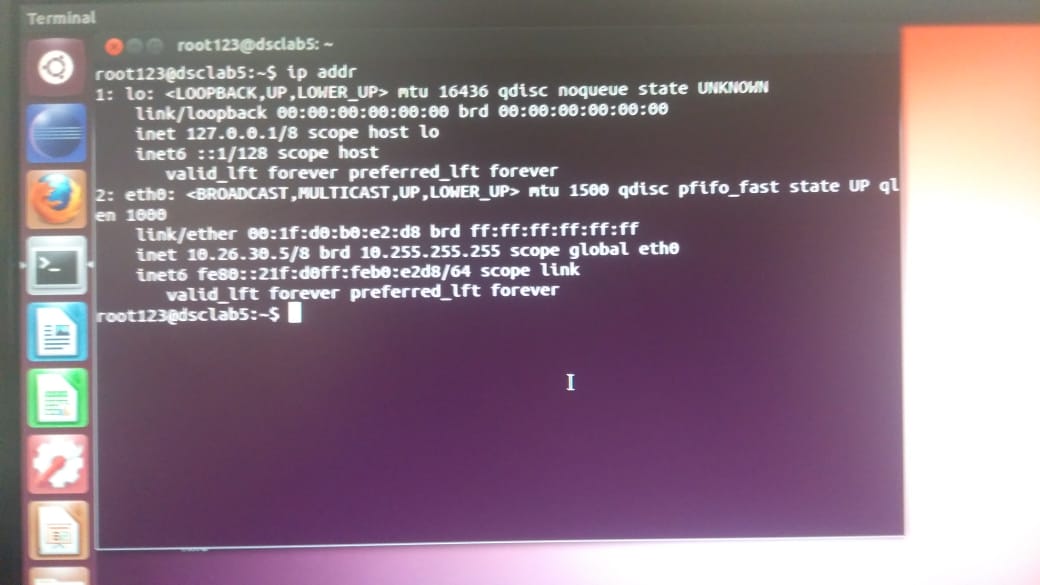 Terminal
root123@dsclab5: ~
root123@dsclab5:~$ ip addr
1: lo: <LOOPBACK,UP,LOWER_UP> mtu 16436 qdisc noqueue state UNKNOWN
link/loopback 00:00:00:00:00:00 brd 00:00:00:00:00:00
inet 127.0.0.1/8 scope host lo
inet6 ::1/128 scope host
valid_lft forever preferred_lft forever
2: eth0: <BROADCAST,MULTICAST,UP,LOWER_UP> mtu 1500 qdisc pfifo_fast state UP ql
en 1000
link/ether 00:1f:d0:b0:e2:d8 brd ff:ff:ff:ff:ff:ff
inet 10.26.30.5/8 brd 10.255.255.255 scope global eth0
inet6 fe80::21f:d0ff:feb0:e2d8/64 scope link
valid_lft forever preferred_lft forever
root123@dsclab5:~$